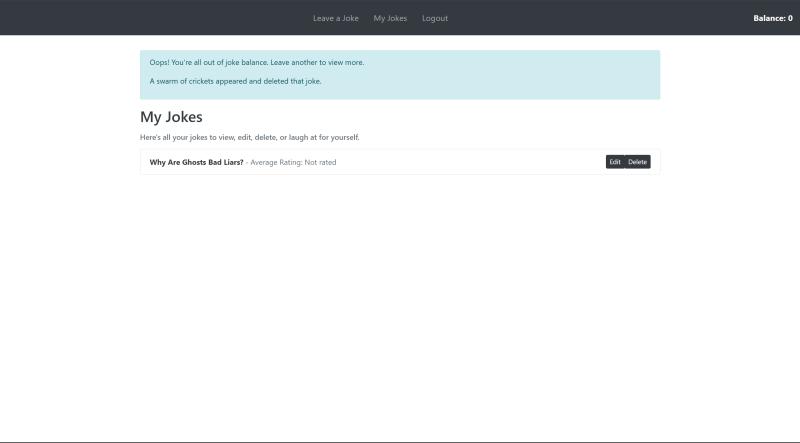 Leave a Joke My Jokes Logout Balance: 0
Oops! You're all out of joke balance. Leave another to view more.
A swarm of crickets appeared and deleted that joke.
My Jokes
Here's all your jokes to view, edit, delete, or laugh at for yourself.
Why Are Ghosts Bad Liars? - Average Rating: Not rated Edit Delete